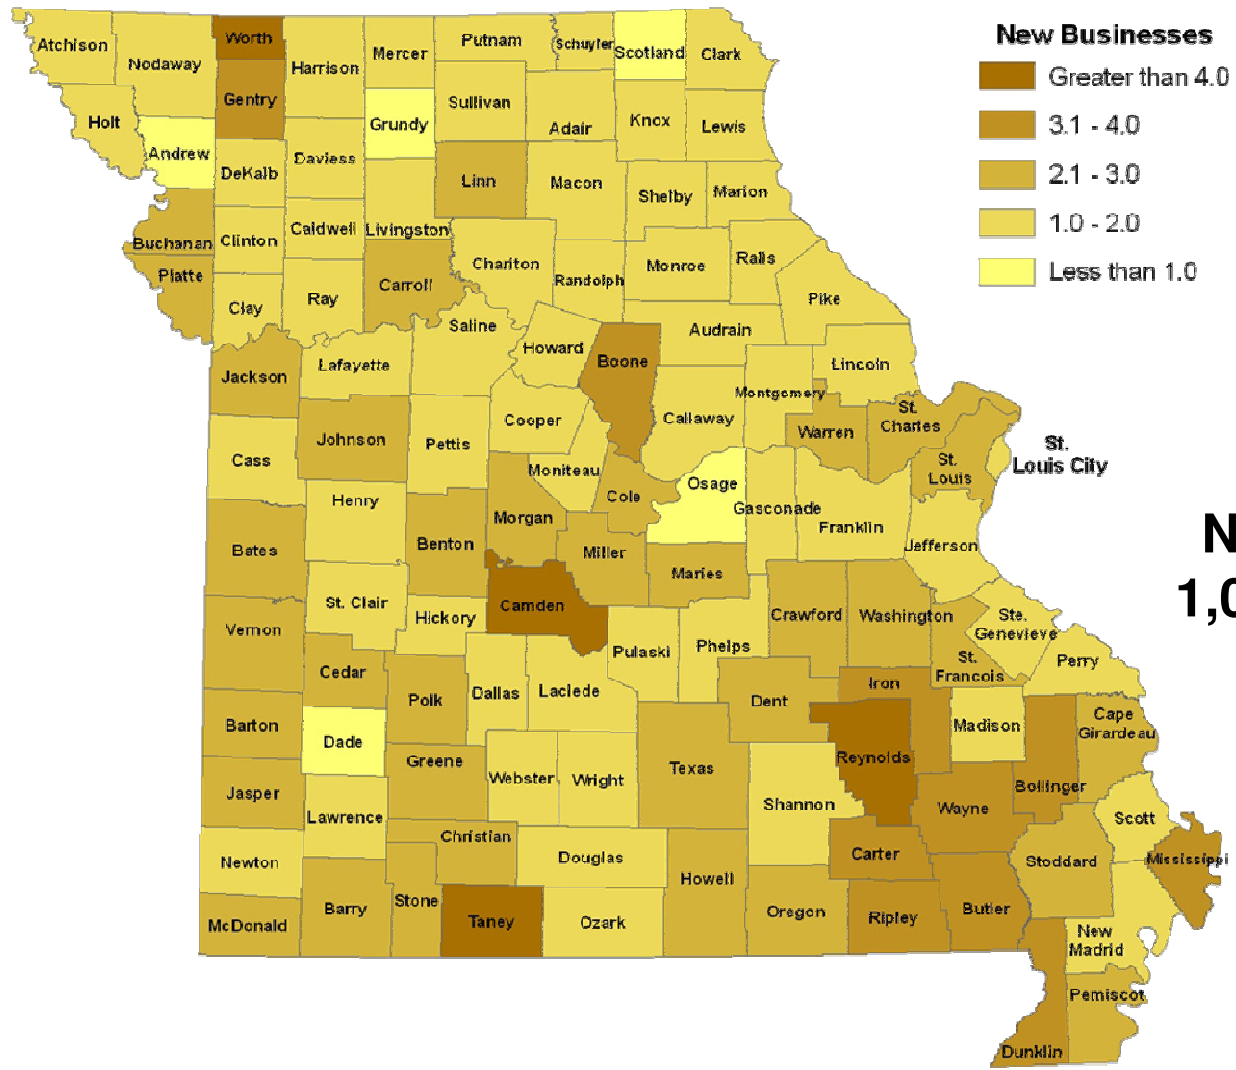 New Businesses
Greater than 4.0
3.1 - 4.0
2.1 - 3.0
1.0 - 2.0
Less than 1.0
Atchison
Nodaway
Worth
Gentry
Harrison
Mercer
Putnam
Schuyler
Scotland
Clark
Holt
Andrew
DeKalb
Daviess
Grundy
Sullivan
Adair
Knox
Lewis
Linn
Macon
Shelby
Marion
Buchanan
Clinton
Caldwell
Livingston
Platte
Clay
Ray
Carroll
Chariton
Randolph
Monroe
Ralls
Pike
Saline
Howard
Boone
Audrain
Jackson
Lafayette
Lincoln
Montgomery
Callaway
Cooper
Johnson
Pettis
Warren
St.
Charles
Cass
Moniteau
St.
Louis
St.
Louis City
Henry
Morgan
Cole
Osage
Gasconade
Franklin
Jefferson
N
1,0
Bates
Benton
Miller
Maries
St. Clair
Hickory
Camden
Crawford
Washington
Ste.
Genevieve
Vernon
Pulaski
Phelps
St.
Francois
Perry
Cedar
Polk
Dallas
Laclede
Dent
Iron
Madison
Cape
Girardeau
Barton
Dade
Greene
Webster
Wright
Texas
Reynolds
Bollinger
Jasper
Lawrence
Shannon
Wayne
Scott
Christian
Douglas
Newton
Howell
Carter
Stoddard
Mississippi
McDonald
Barry
Stone
Taney
Ozark
Oregon
Ripley
Butler
New
Madrid
Pemiscot
Dunklin